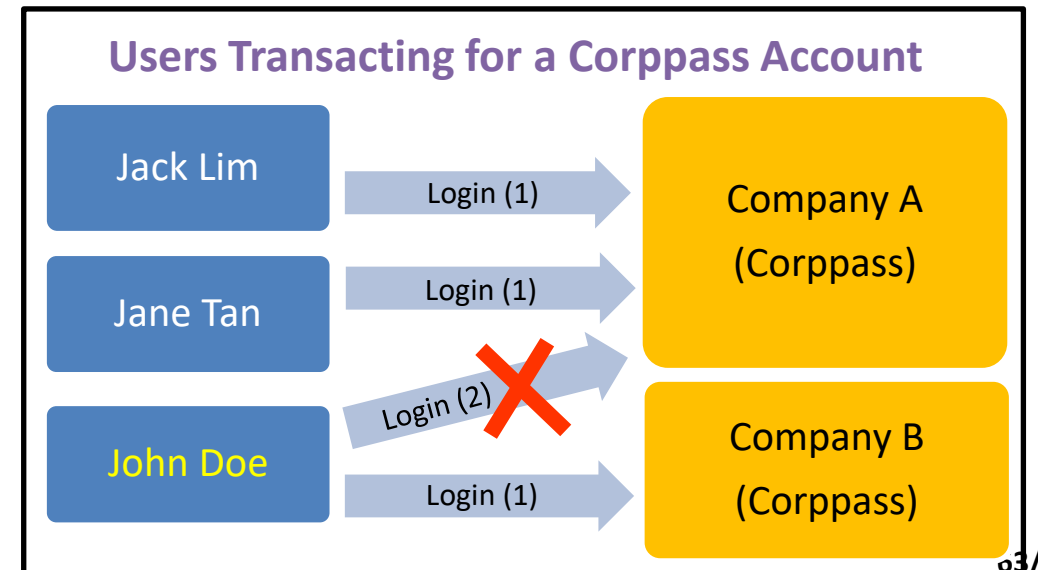 Users Transacting for a Corppass Account
Jack Lim
Login (1)
Company A
(Corppass)
Jane Tan
Login (1)
Login (2)
John Doe
Login (1)
Company B
(Corppass)
63/